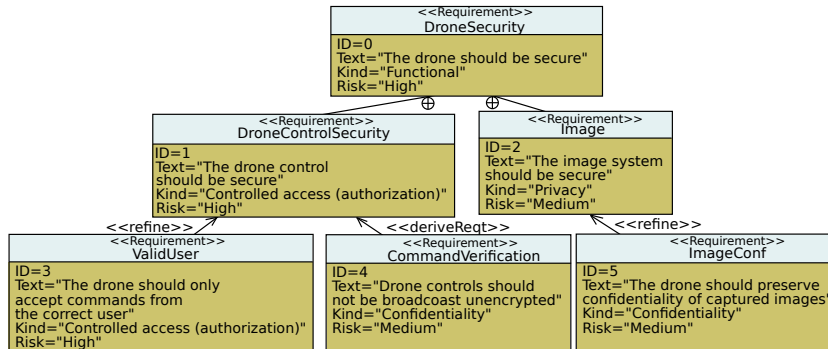 <<Requirement>>
DroneSecurity
ID=0
Text="The drone should be secure"
Kind="Functional"
Risk="High"
<<Requirement>>
DroneControlSecurity
ID=1
Text="The drone control
should be secure"
Kind="Controlled access (authorization)"
Risk="High"
<<Requirement>>
Image
ID=2
Text="The image system
should be secure"
Kind="Privacy"
Risk="Medium"
<<refine>>
<<deriveReqt>>
<<refine>>
<<Requirement>>
ValidUser
ID=3
Text="The drone should only
accept commands from
the correct user"
Kind="Controlled access (authorization)"
Risk="High"
<<Requirement>>
CommandVerification
ID=4
Text="Drone controls should
not be broadcoast unencrypted"
Kind="Confidentiality"
Risk="Medium"
<<Requirement>>
ImageConf
ID=5
Text="The drone should preserve
confidentiality of captured images"
Kind="Confidentiality"
Risk="Medium"